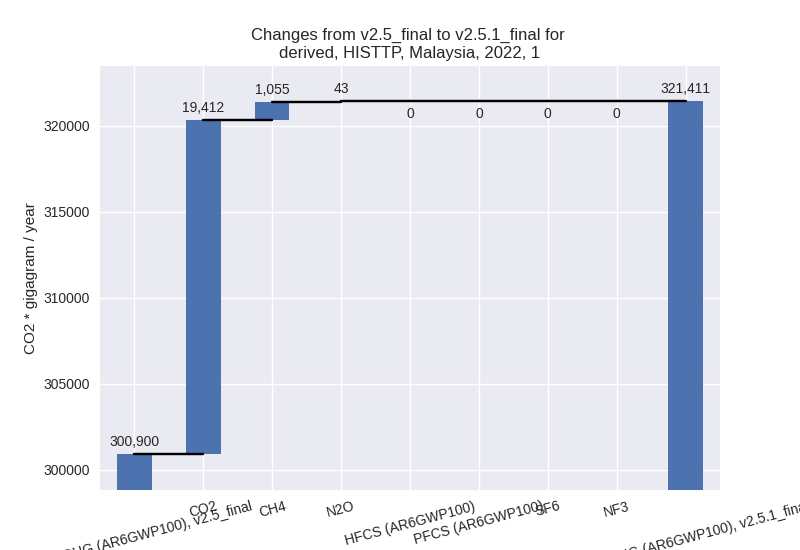 Changes from v2.5_final to v2.5.1_final for
derived, HISTTP, Malaysia, 2022, 1
CO2 * gigagram / year
320000
315000
310000
305000
300000
300,900
19,412
1,055
43
0
0
0
0
321,411
(AR6GWP100), v2.5_final
CO2
CH4
N2O
HFCS (AR6GWP100)
PFCS (AR6GWP100)
SF6
NF3
(AR6GWP100), v2.5.1_final